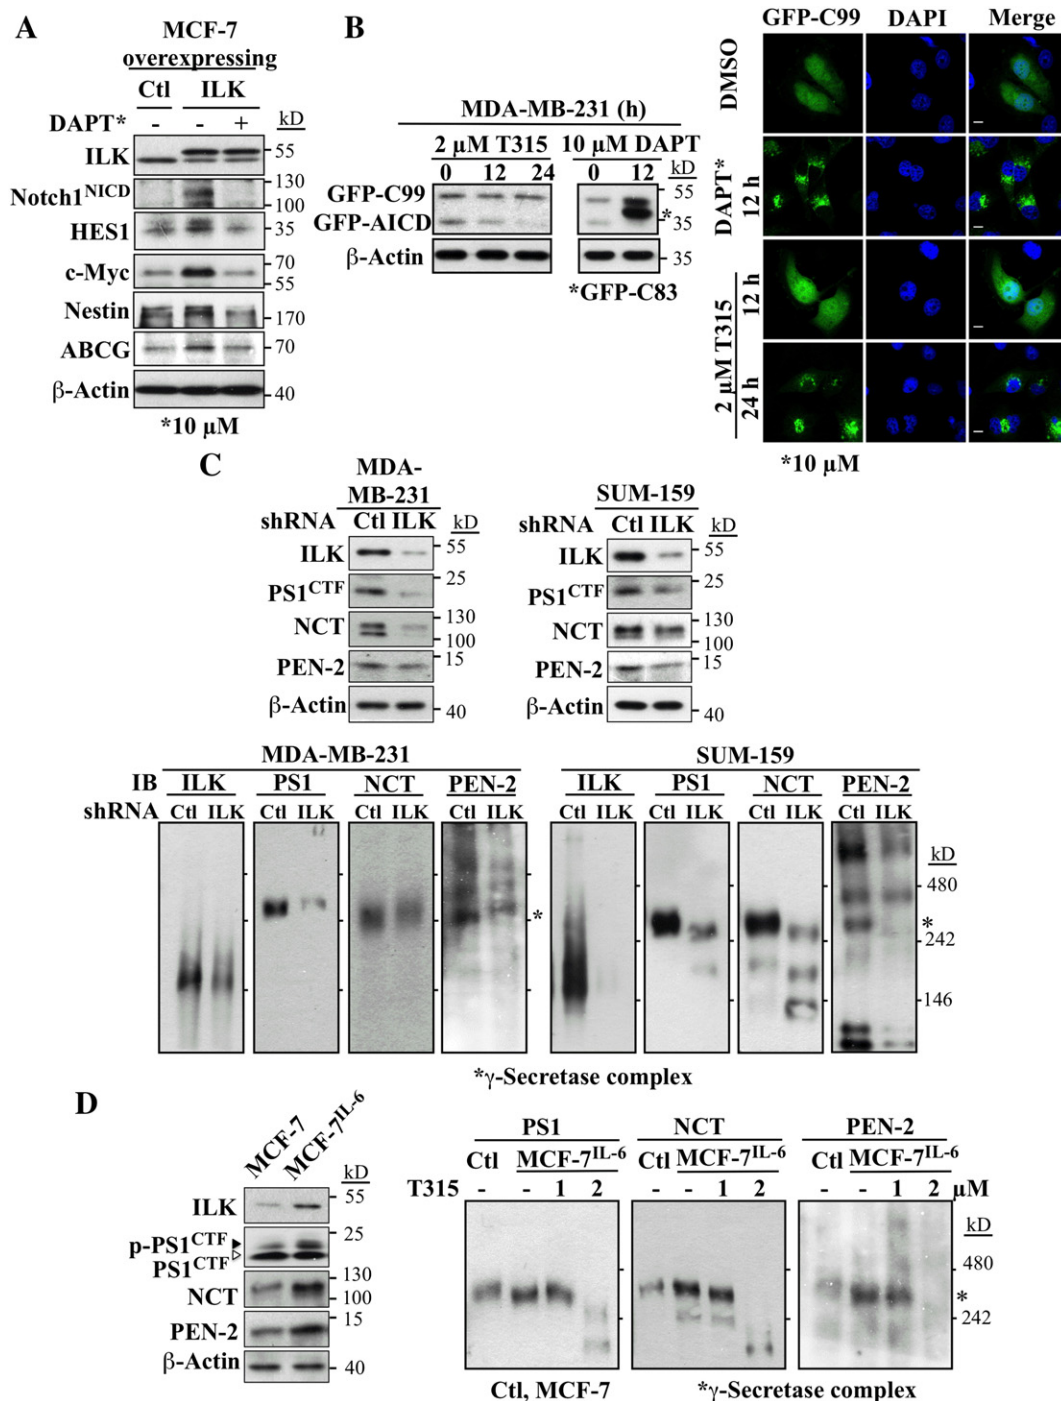 A
MCF-7
overexpressing
Ctl ILK
DAPT* - - + kD
ILK 55
Notch1NICD 130
100
HES1 35
c-Myc 70
55
Nestin 170
ABCG 70
β-Actin 40
*10 µM
B
MDA-MB-231 (h)
2 µM T315 10 µM DAPT
0 12 24 0 12 kD
GFP-C99 55
GFP-AICD * 35
β-Actin 35
*GFP-C83
GFP-C99 DAPI Merge
DMSO
DAPT*
12 h
2 µM T315
12 h
24 h
*10 µM
C
MDA-
MB-231
shRNA Ctl ILK kD
ILK 55
PS1CTF 25
NCT 130
100
PEN-2 15
β-Actin 40
SUM-159
shRNA Ctl ILK kD
ILK 55
PS1CTF 25
NCT 130
100
PEN-2 15
β-Actin 40
MDA-MB-231 SUM-159
IB ILK PS1 NCT PEN-2 ILK PS1 NCT PEN-2
shRNA Ctl ILK Ctl ILK Ctl ILK Ctl ILK Ctl ILK Ctl ILK Ctl ILK Ctl ILK
kD
480
* *
242
146
*γ-Secretase complex
D
MCF-7 MCF-7IL-6
kD
ILK 55
p-PS1CTF 25
PS1CTF
NCT 130
100
PEN-2 15
β-Actin 40
PS1 NCT PEN-2
Ctl MCF-7IL-6 Ctl MCF-7IL-6 Ctl MCF-7IL-6
T315 - - 1 2 - - 1 2 - - 1 2 µM
kD
480
*
242
Ctl, MCF-7 *γ-Secretase complex